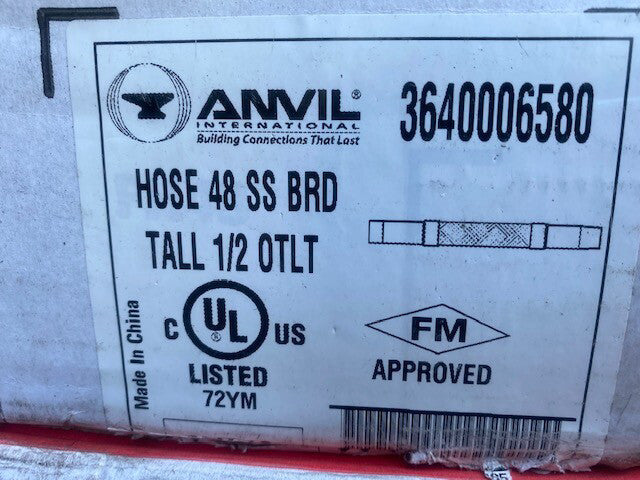 ANVIL®
INTERNATIONAL
Building Connections That Last
3640006580
HOSE 48 SS BRD
TALL 1/2 OTLT
Made In China
C UL® US
LISTED
72YM
FM
APPROVED